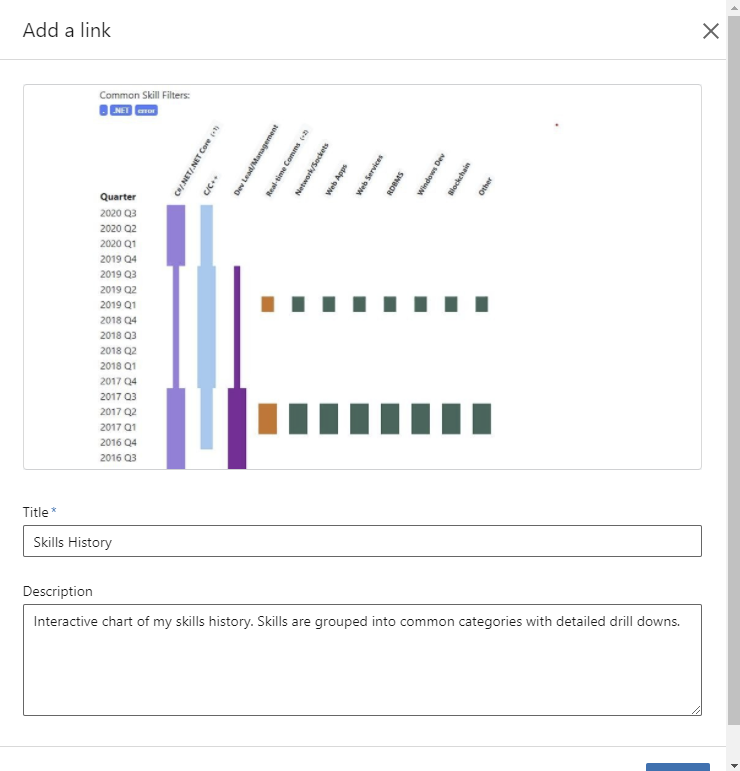 Add a link
Common Skill Filters:
. .NET error
C#/.NET/.NET Core (+1)
C/C++
Dev Lead/Management
Real-time Comms (+2)
Network/Sockets
Web Apps
Web Services
RDBMS
Windows Dev
Blockchain
Other
Quarter
2020 Q3
2020 Q2
2020 Q1
2019 Q4
2019 Q3
2019 Q2
2019 Q1
2018 Q4
2018 Q3
2018 Q2
2018 Q1
2017 Q4
2017 Q3
2017 Q2
2017 Q1
2016 Q4
2016 Q3
Title*
Skills History
Description
Interactive chart of my skills history. Skills are grouped into common categories with detailed drill downs.